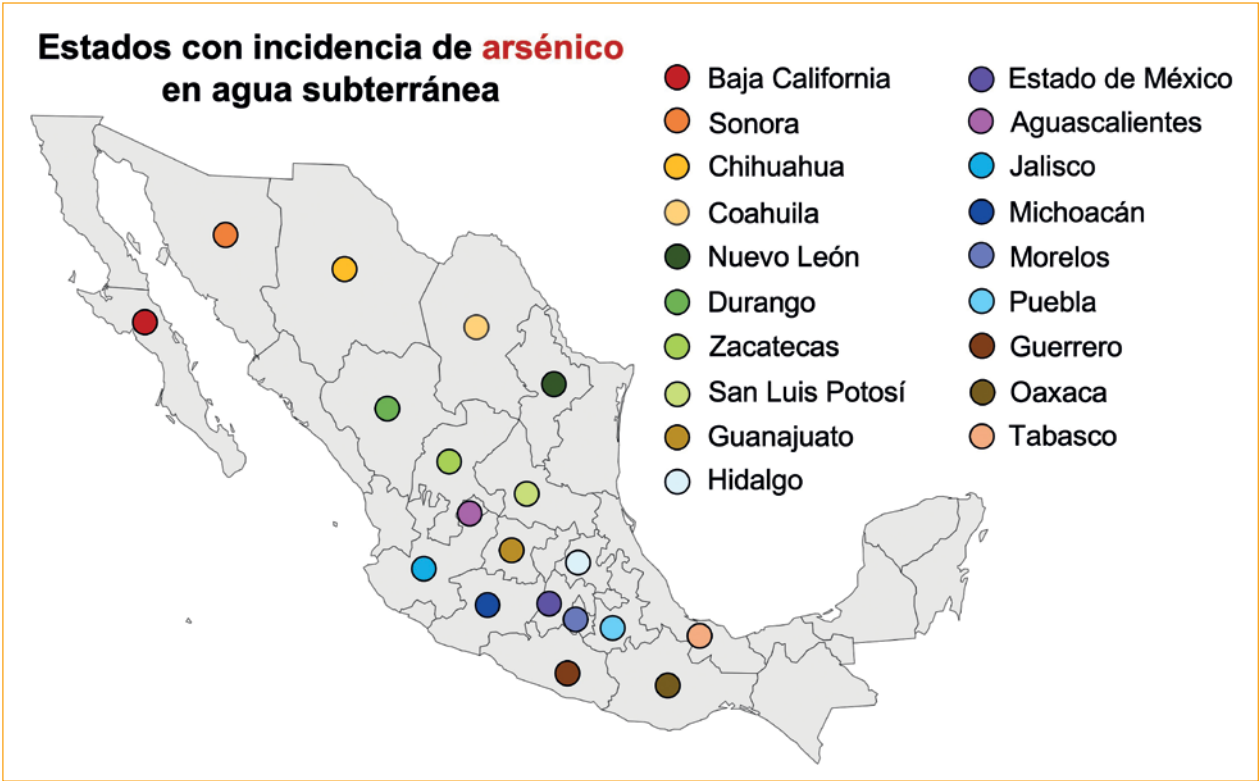 Estados con incidencia de arsénico
en agua subterránea
Baja California
Sonora
Chihuahua
Coahuila
Nuevo León
Durango
Zacatecas
San Luis Potosí
Guanajuato
Hidalgo
Estado de México
Aguascalientes
Jalisco
Michoacán
Morelos
Puebla
Guerrero
Oaxaca
Tabasco